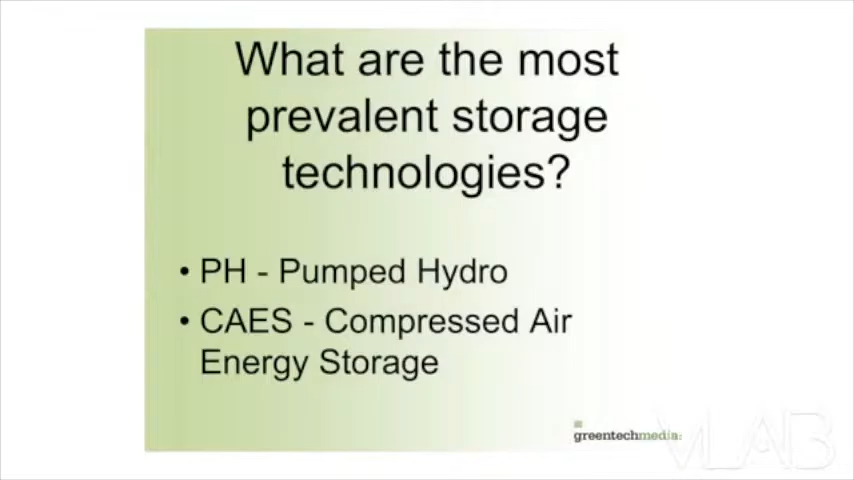 What are the most
prevalent storage
technologies?
• PH - Pumped Hydro
• CAES - Compressed Air
Energy Storage
greentechmedia:
VLAB